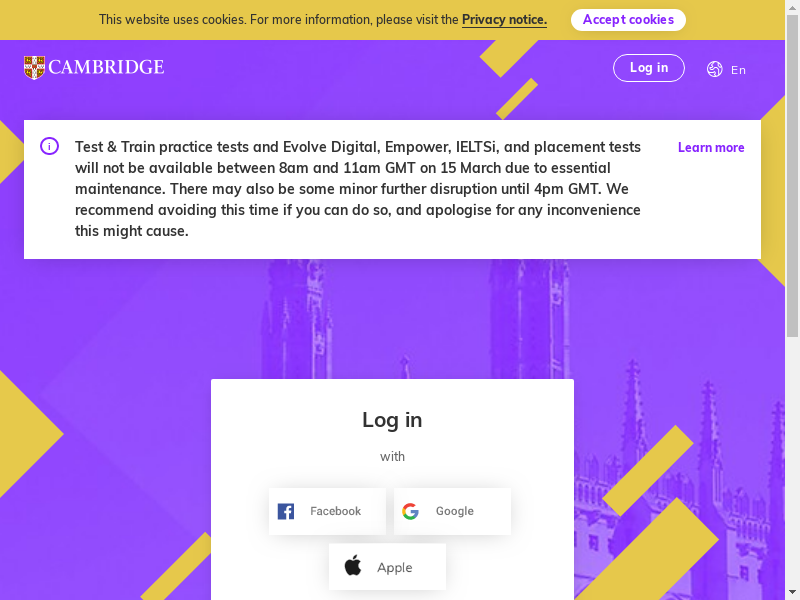 This website uses cookies. For more information, please visit the Privacy notice. Accept cookies
CAMBRIDGE
Log in
En
Test & Train practice tests and Evolve Digital, Empower, IELTSi, and placement tests
will not be available between 8am and 11am GMT on 15 March due to essential
maintenance. There may also be some minor further disruption until 4pm GMT. We
recommend avoiding this time if you can do so, and apologise for any inconvenience
this might cause.
Learn more
Log in
with
Facebook
Google
Apple